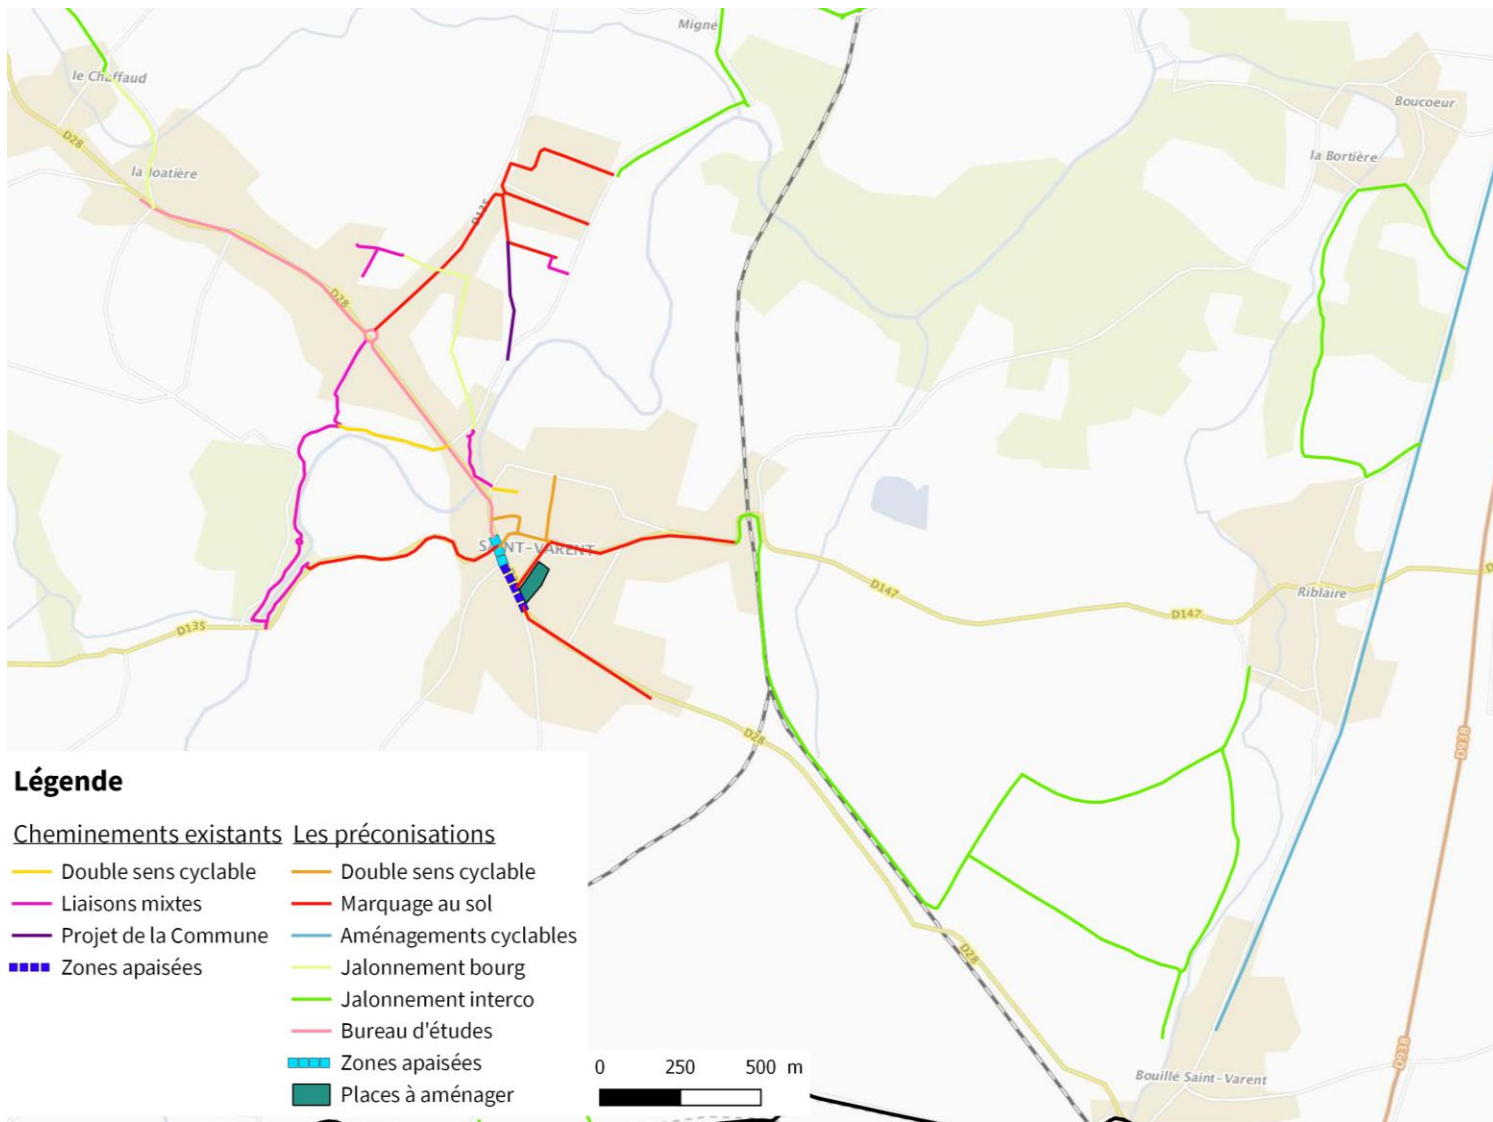 Migné
le Chaffaud
Boucoeur
D28
la Bortière
la Joatière
D135
D28
SAINT-VARENT
D147
Riblaire
D147
D135
D28
D938
Légende
Cheminements existants
Double sens cyclable
Liaisons mixtes
Projet de la Commune
Zones apaisées
Les préconisations
Double sens cyclable
Marquage au sol
Aménagements cyclables
Jalonnement bourg
Jalonnement interco
Bureau d'études
Zones apaisées
Places à aménager
D28
0 250 500 m
D938
Bouillé Saint-Varent